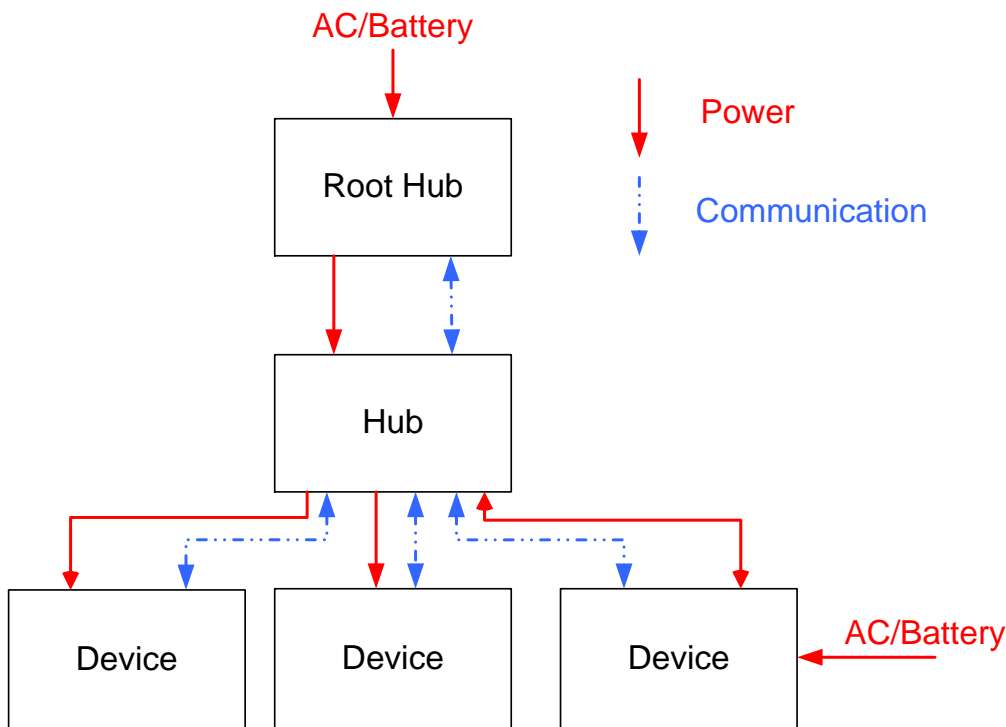 AC/Battery
Power
Root Hub
Communication
Hub
Device
Device
Device
AC/Battery